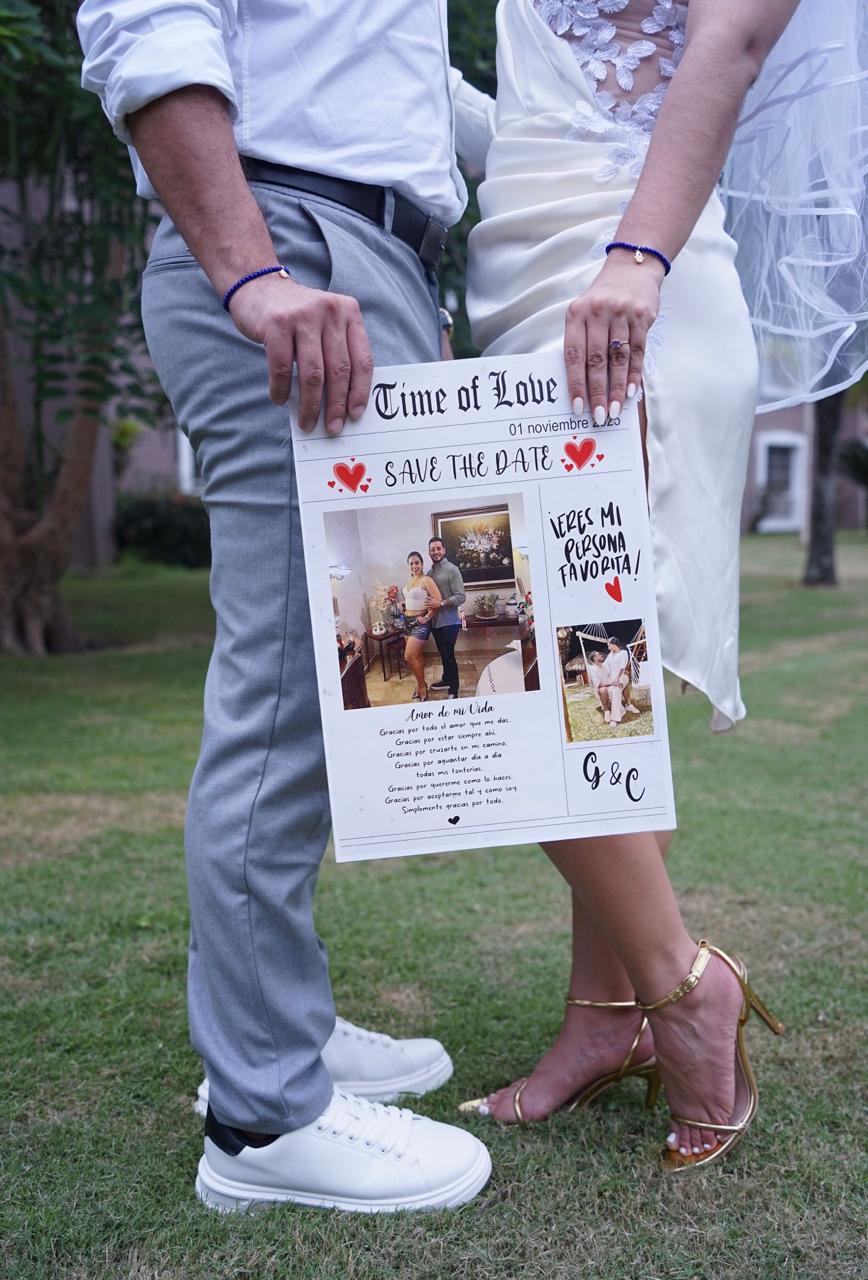 Time of Love
01 noviembre 2025
SAVE THE DATE
¡ERES MI
PERSONA
FAVORITA!
Amor de mi Vida
Gracias por todo el amor que me das.
Gracias por estar siempre ahí.
Gracias por cruzarte en mi camino.
Gracias por aguantar día a día
todas mis tonterías.
Gracias por quererme como lo haces.
Gracias por aceptarme tal y como soy.
Simplemente gracias por todo.
G & C